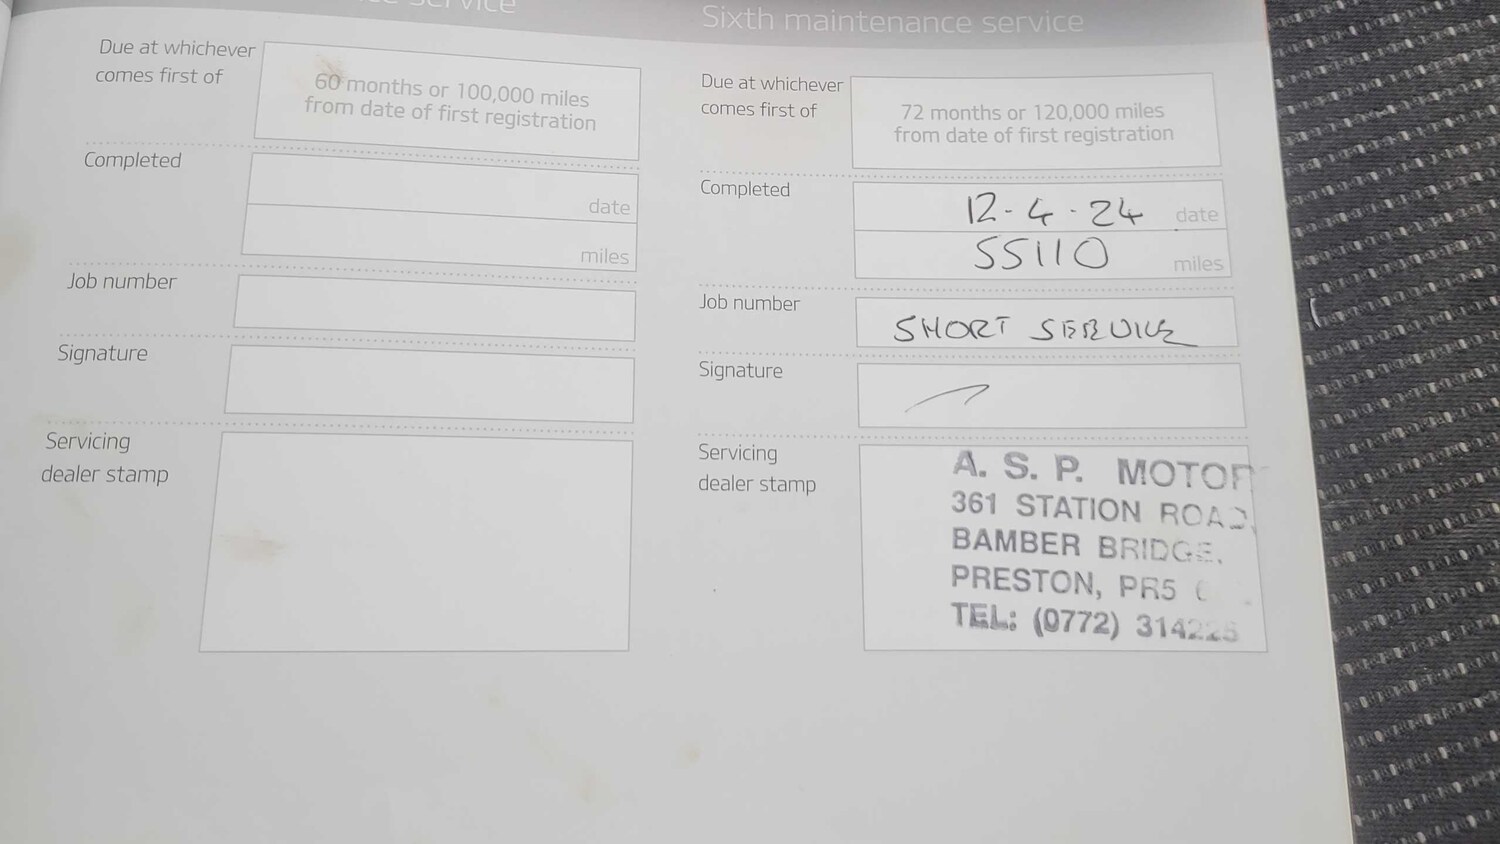 service
Due at whichever
comes first of
60 months or 100,000 miles
from date of first registration
Completed
date
miles
Job number
Signature
Servicing
dealer stamp
Sixth maintenance service
Due at whichever
comes first of
72 months or 120,000 miles
from date of first registration
Completed
12-4-24 date
55110 miles
Job number
SHORT SERVICE
Signature
Servicing
dealer stamp
A. S. P. MOTOR
361 STATION ROAD,
BAMBER BRIDGE,
PRESTON, PR5
TEL: (0772) 314225